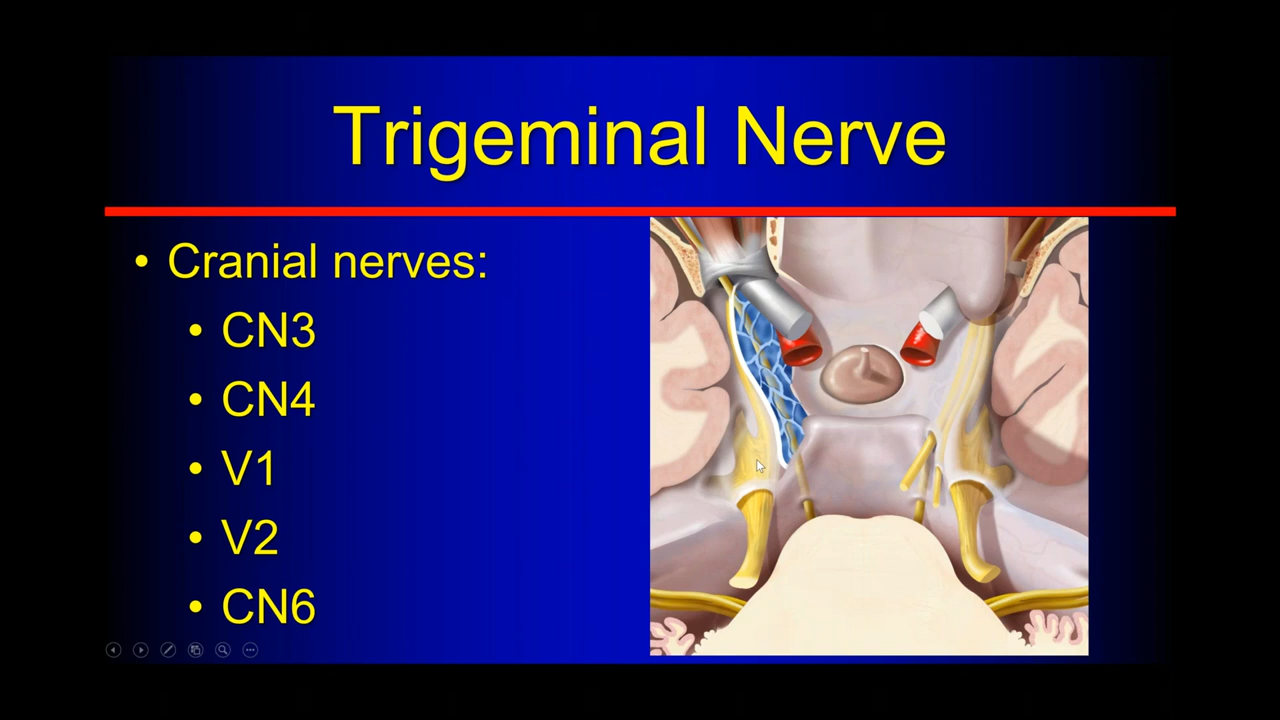 Trigeminal Nerve
• Cranial nerves:
• CN3
• CN4
• V1
• V2
• CN6